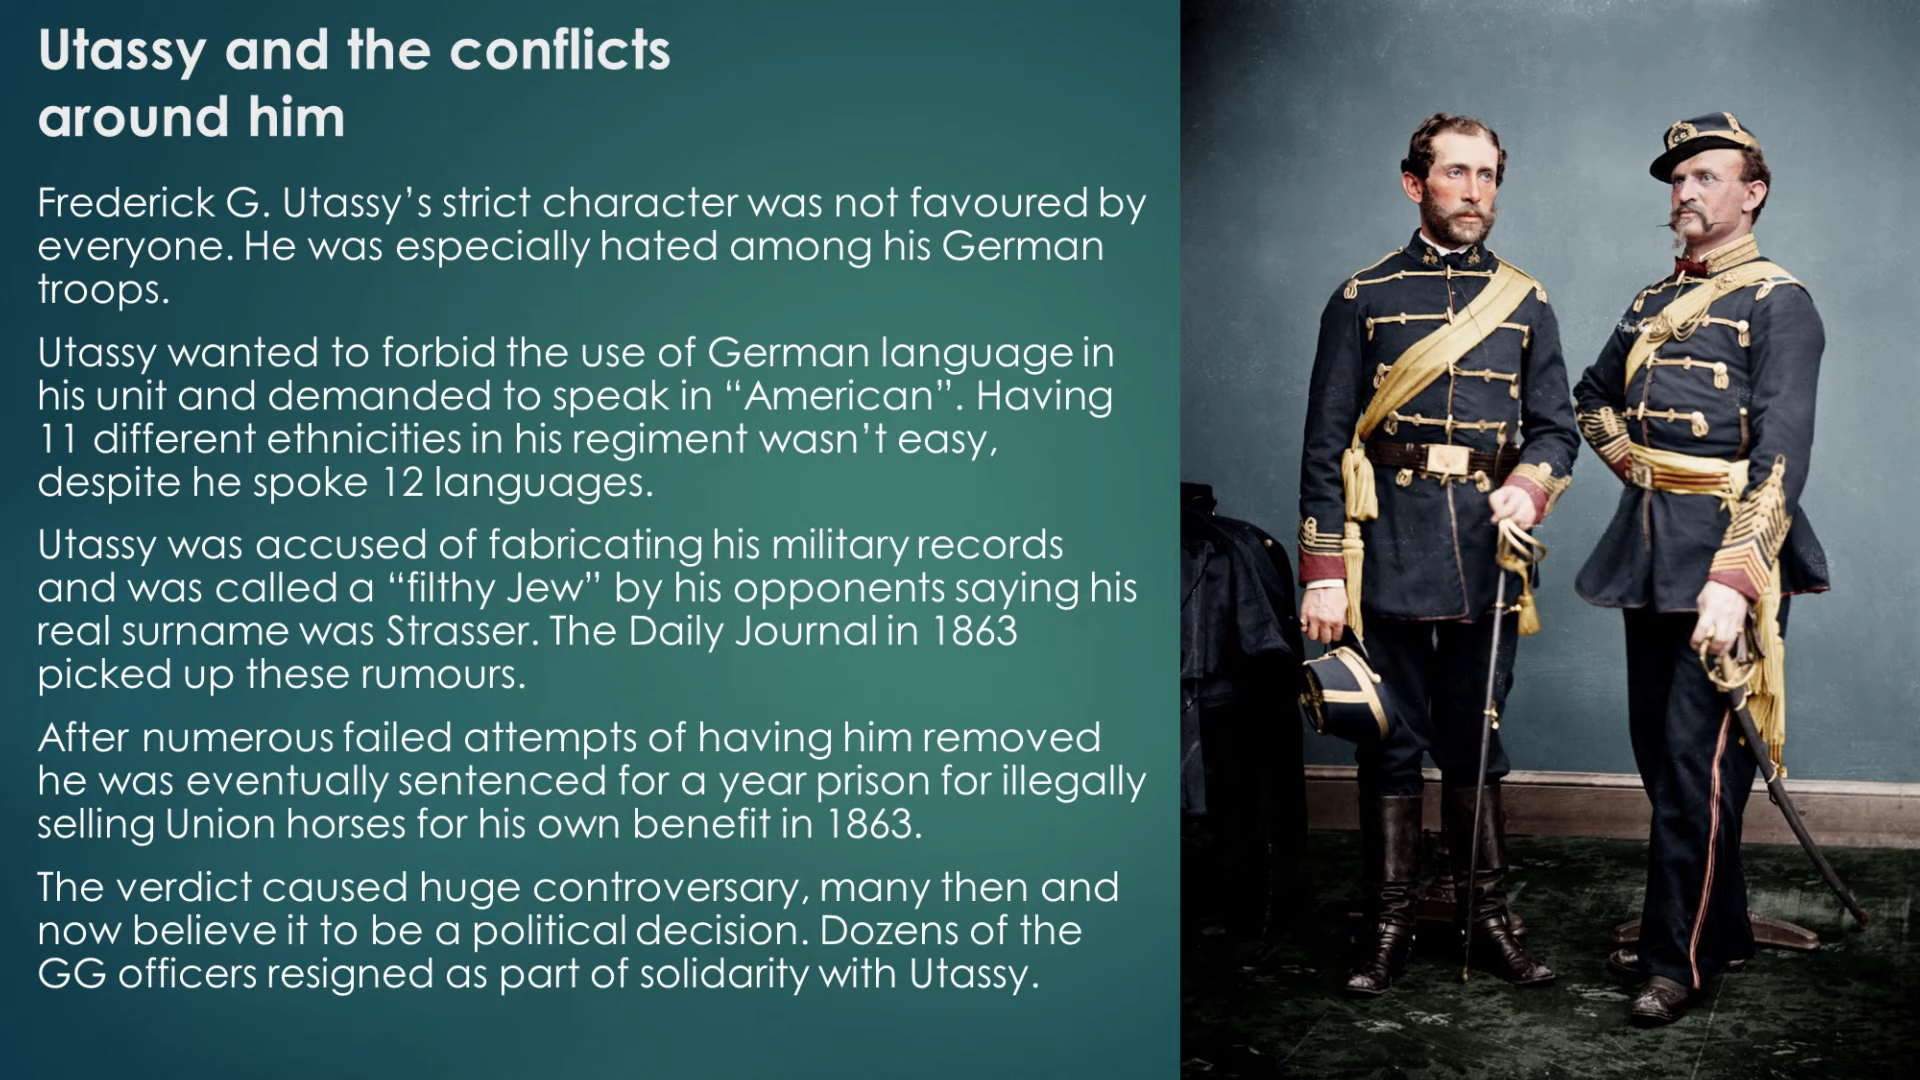 Utassy and the conflicts
around him
Frederick G. Utassy’s strict character was not favoured by
everyone. He was especially hated among his German
troops.
Utassy wanted to forbid the use of German language in
his unit and demanded to speak in “American”. Having
11 different ethnicities in his regiment wasn’t easy,
despite he spoke 12 languages.
Utassy was accused of fabricating his military records
and was called a “filthy Jew” by his opponents saying his
real surname was Strasser. The Daily Journal in 1863
picked up these rumours.
After numerous failed attempts of having him removed
he was eventually sentenced for a year prison for illegally
selling Union horses for his own benefit in 1863.
The verdict caused huge controversary, many then and
now believe it to be a political decision. Dozens of the
GG officers resigned as part of solidarity with Utassy.